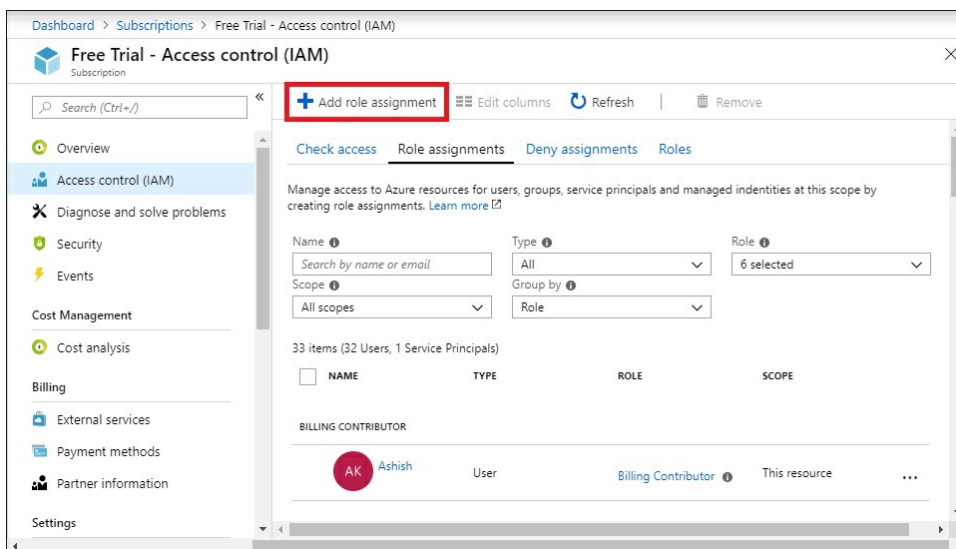 Dashboard > Subscriptions > Free Trial - Access control (IAM)
Free Trial - Access control (IAM)
Subscription
Search (Ctrl+/)
«
Overview
Access control (IAM)
Diagnose and solve problems
Security
Events
Cost Management
Cost analysis
Billing
External services
Payment methods
Partner information
Settings
Add role assignment Edit columns Refresh | Remove
Check access Role assignments Deny assignments Roles
Manage access to Azure resources for users, groups, service principals and managed indentities at this scope by
creating role assignments. Learn more
Name Type Role
Search by name or email All 6 selected
Scope Group by
All scopes Role
33 items (32 Users, 1 Service Principals)
NAME TYPE ROLE SCOPE
BILLING CONTRIBUTOR
AK Ashish User Billing Contributor This resource ...